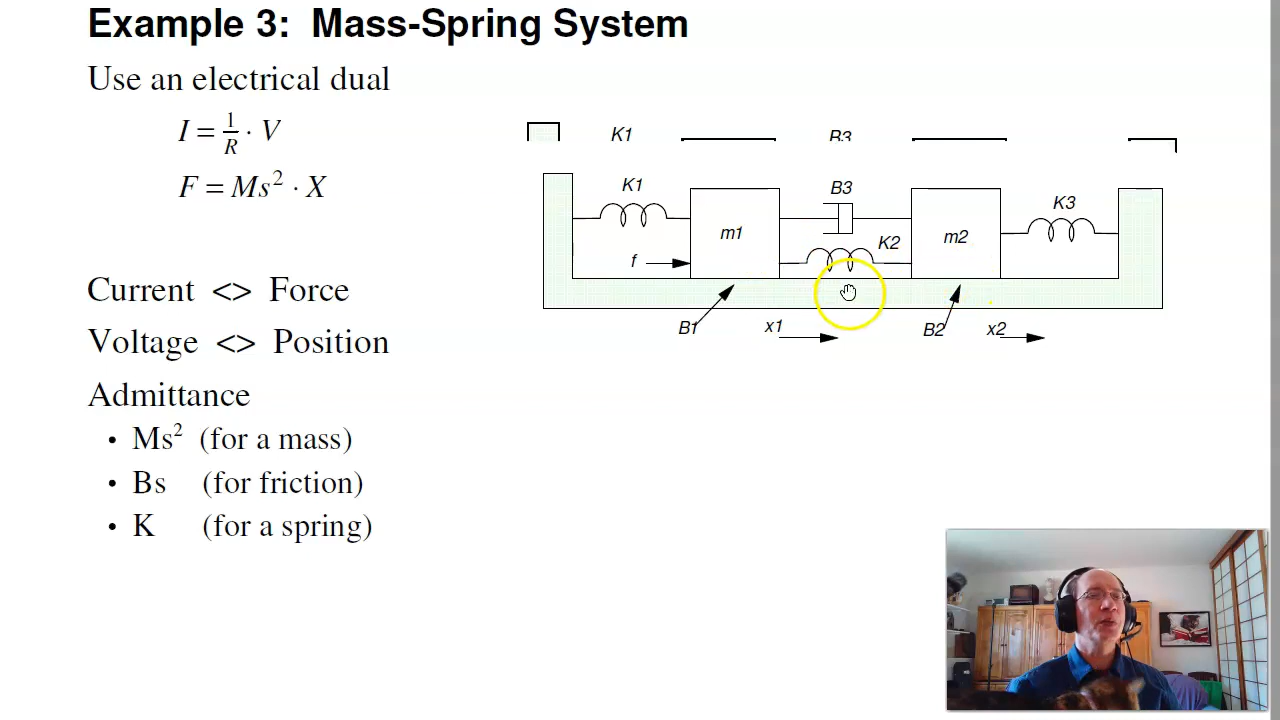 Example 3: Mass-Spring System
Use an electrical dual
I = 1/R · V
F = Ms² · X
Current <> Force
Voltage <> Position
Admittance
• Ms² (for a mass)
• Bs (for friction)
• K (for a spring)
K1 B3
K1 B3 K3
m1 K2 m2
f
B1 x1 B2 x2